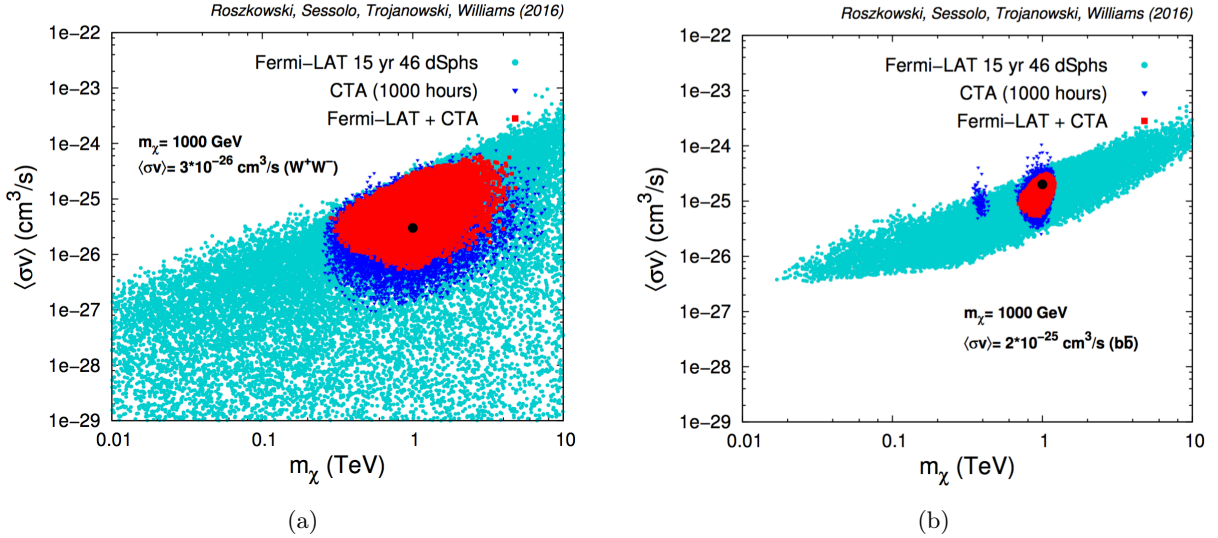 Roszkowski, Sessolo, Trojanowski, Williams (2016)
1e−22
1e−23
1e−24
1e−25
1e−26
1e−27
1e−28
1e−29
⟨σv⟩ (cm³/s)
Fermi−LAT 15 yr 46 dSphs
CTA (1000 hours)
Fermi−LAT + CTA
mχ= 1000 GeV
⟨σv⟩= 3*10⁻²⁶ cm³/s (W⁺W⁻)
0.01 0.1 1 10
mχ (TeV)
(a)
Roszkowski, Sessolo, Trojanowski, Williams (2016)
1e−22
1e−23
1e−24
1e−25
1e−26
1e−27
1e−28
1e−29
⟨σv⟩ (cm³/s)
Fermi−LAT 15 yr 46 dSphs
CTA (1000 hours)
Fermi−LAT + CTA
mχ= 1000 GeV
⟨σv⟩= 2*10⁻²⁵ cm³/s (bb̄)
0.01 0.1 1 10
mχ (TeV)
(b)